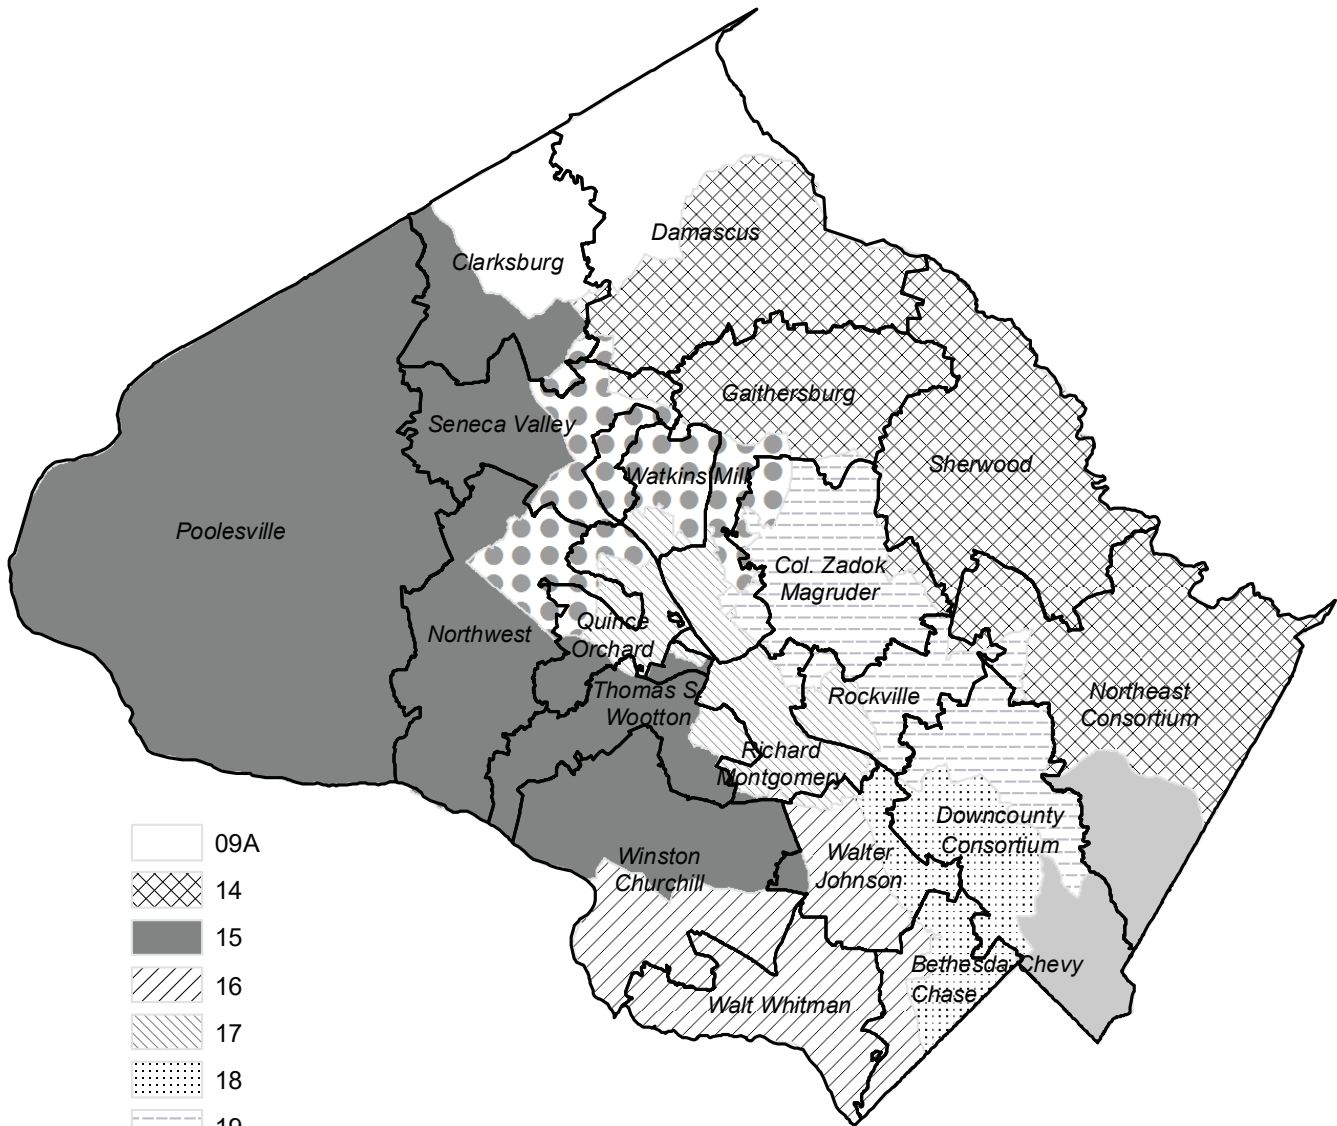 Damascus
Clarksburg
Gaithersburg
Seneca Valley
Sherwood
Watkins Mill
Poolesville
Col. Zadok
Magruder
Quince
Orchard
Northwest
Thomas S
Wootton
Rockville
Northeast
Consortium
Richard
Montgomery
Downcounty
Consortium
Walter
Johnson
Winston
Churchill
Bethesda Chevy
Chase
Walt Whitman
09A
14
15
16
17
18